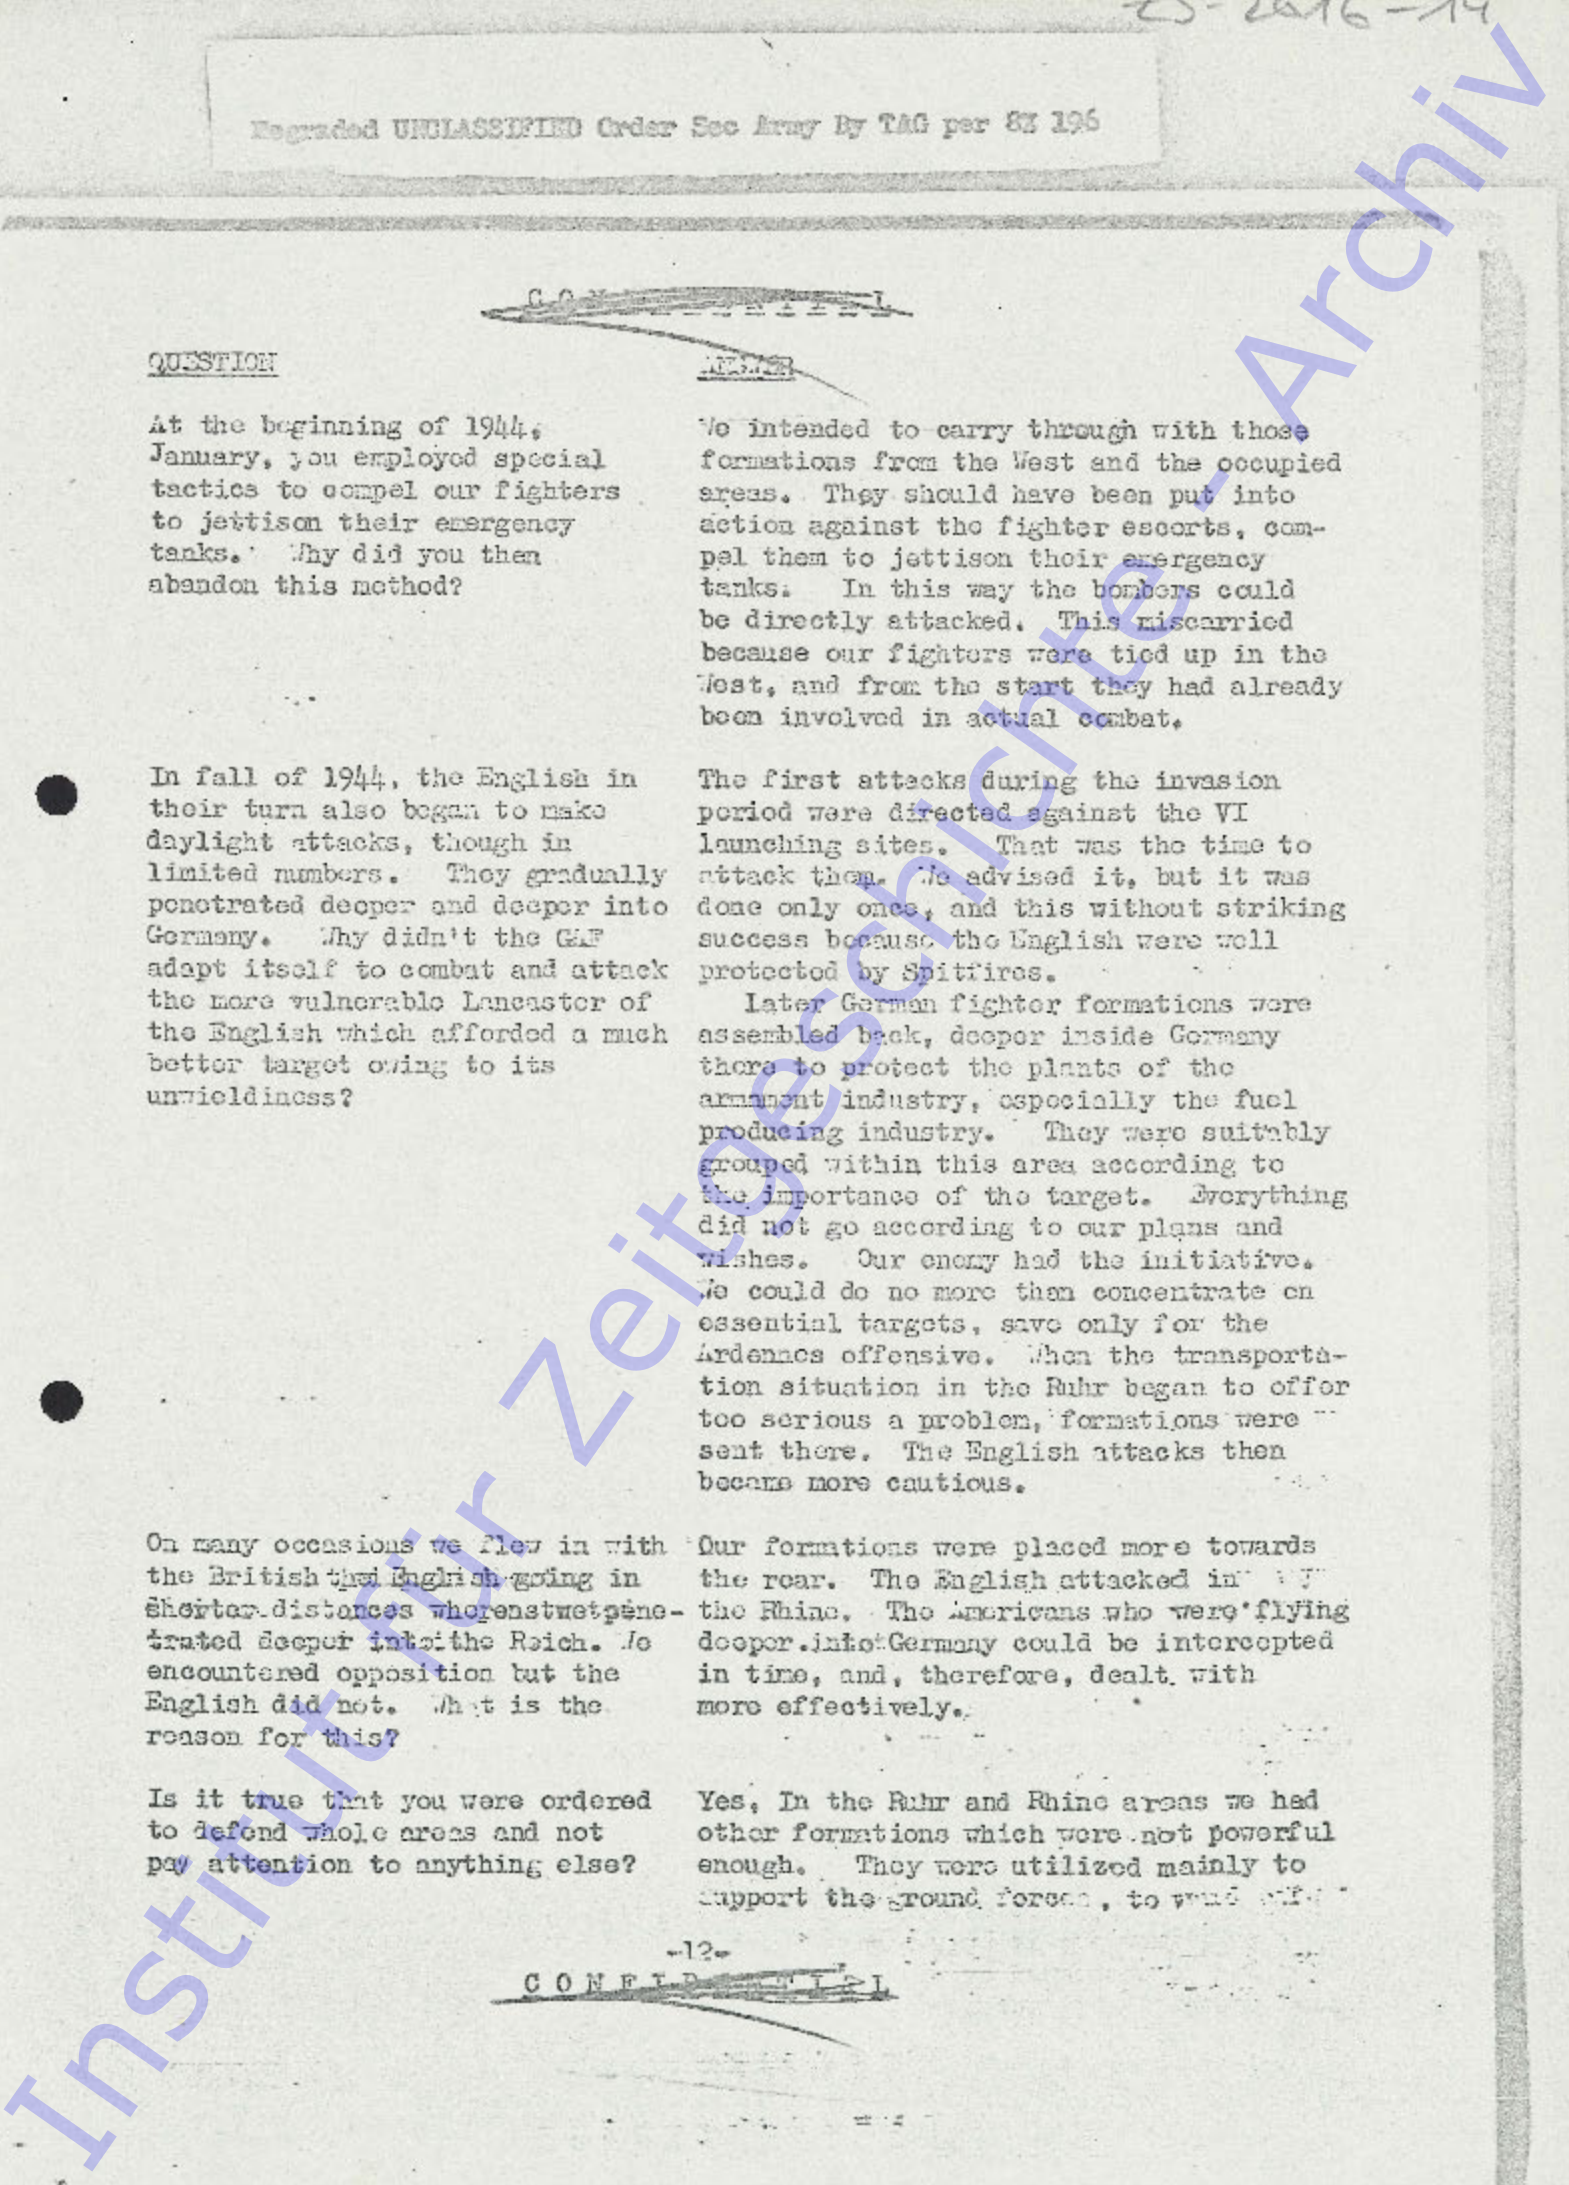 ZS-2016-14
Regraded UNCLASSIFIED Order Sec Army By TAG per 8X 196
CONFIDENTIAL
QUESTION
At the beginning of 1944,
January, you employed special
tactics to compel our fighters
to jettison their emergency
tanks. Why did you then
abandon this method?
ANSWER
We intended to carry through with those
formations from the West and the occupied
areas. They should have been put into
action against the fighter escorts, com-
pel them to jettison their emergency
tanks. In this way the bombers could
be directly attacked. This miscarried
because our fighters were tied up in the
West, and from the start they had already
been involved in actual combat.
In fall of 1944, the English in
their turn also began to make
daylight attacks, though in
limited numbers. They gradually
penetrated deeper and deeper into
Germany. Why didn't the GAF
adapt itself to combat and attack
the more vulnerable Lancaster of
the English which afforded a much
better target owing to its
unwieldiness?
The first attacks during the invasion
period were directed against the VI
launching sites. That was the time to
attack them. We advised it, but it was
done only once, and this without striking
success because the English were well
protected by Spitfires.
Later German fighter formations were
assembled back, deeper inside Germany
there to protect the plants of the
armament industry, especially the fuel
producing industry. They were suitably
grouped within this area according to
the importance of the target. Everything
did not go according to our plans and
wishes. Our enemy had the initiative.
We could do no more than concentrate on
essential targets, save only for the
Ardennes offensive. When the transporta-
tion situation in the Ruhr began to offer
too serious a problem, formations were
sent there. The English attacks then
became more cautious.
On many occasions we flew in with
the British the English going in
shorter distances whereas we pene-
trated deeper into the Reich. We
encountered opposition but the
English did not. What is the
reason for this?
Our formations were placed more towards
the rear. The English attacked in
the Rhine. The Americans who were flying
deeper into Germany could be intercepted
in time, and, therefore, dealt with
more effectively.
Is it true that you were ordered
to defend whole areas and not
pay attention to anything else?
Yes, In the Ruhr and Rhine areas we had
other formations which were not powerful
enough. They were utilized mainly to
support the ground forces, to
-12-
CONFIDENTIAL
Institut für Zeitgeschichte - Archiv